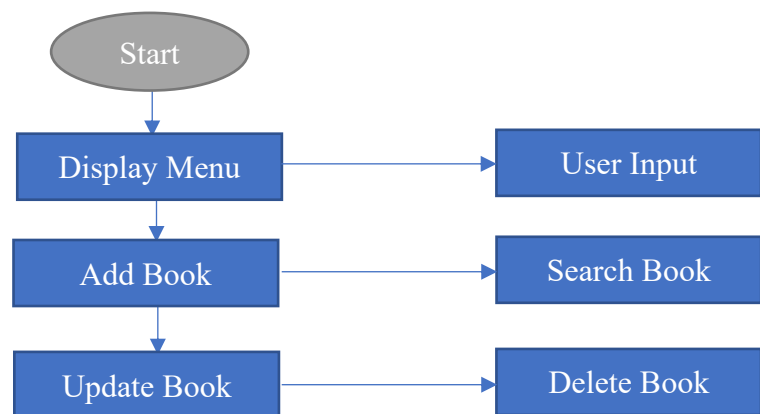 Start
Display Menu
User Input
Add Book
Search Book
Update Book
Delete Book